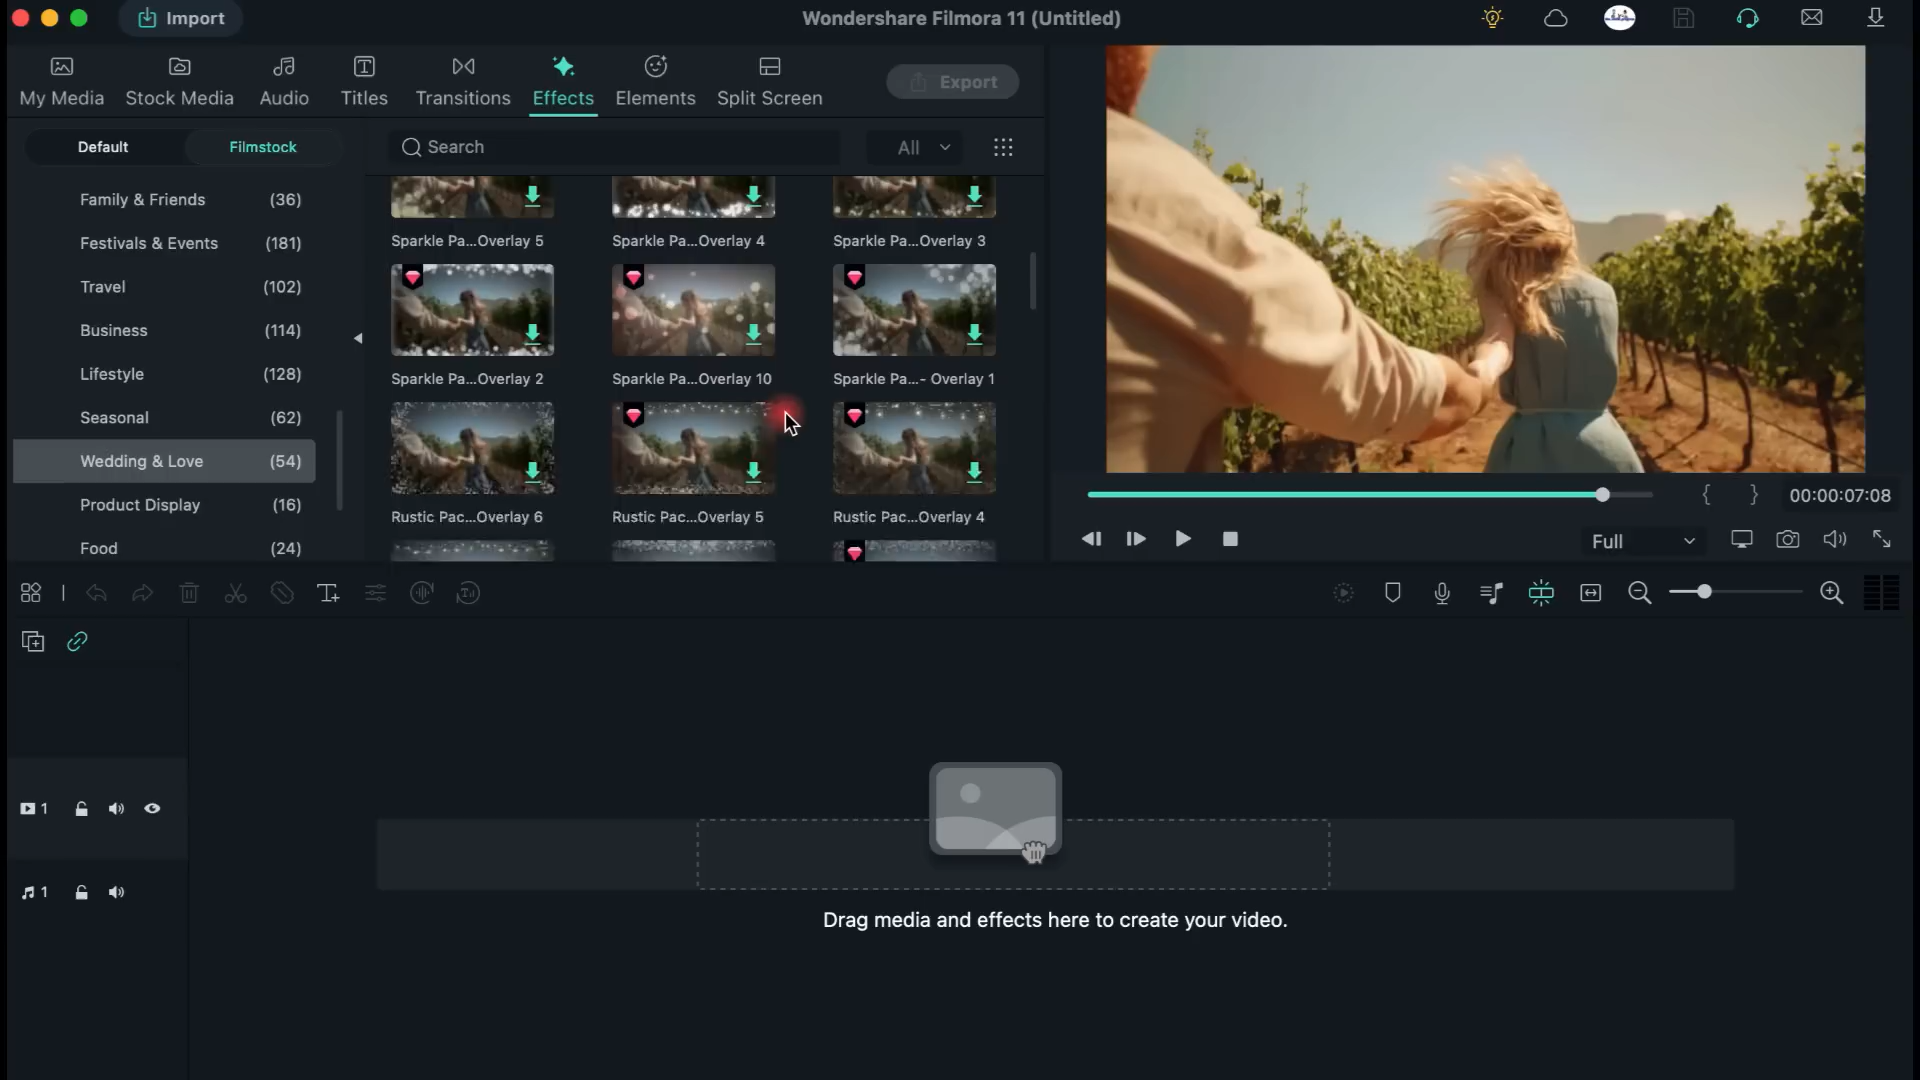 Import
Wondershare Filmora 11 (Untitled)
My Media
Stock Media
Audio
Titles
Transitions
Effects
Elements
Split Screen
Export
Default
Filmstock
Search
All
Family & Friends (36)
Festivals & Events (181)
Travel (102)
Business (114)
Lifestyle (128)
Seasonal (62)
Wedding & Love (54)
Product Display (16)
Food (24)
Sparkle Pa...Overlay 5
Sparkle Pa...Overlay 4
Sparkle Pa...Overlay 3
Sparkle Pa...Overlay 2
Sparkle Pa...Overlay 10
Sparkle Pa...- Overlay 1
Rustic Pac...Overlay 6
Rustic Pac...Overlay 5
Rustic Pac...Overlay 4
{ } 00:00:07:08
Full
1
1
Drag media and effects here to create your video.